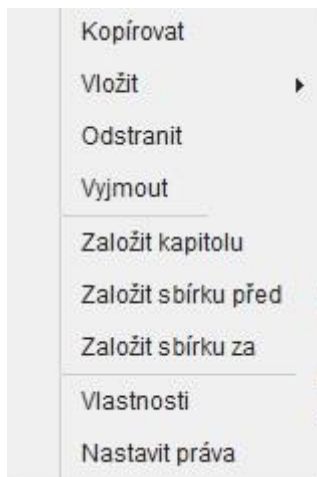 Kopírovat
Vložit
Odstranit
Vyjmout
Založit kapitolu
Založit sbírku před
Založit sbírku za
Vlastnosti
Nastavit práva